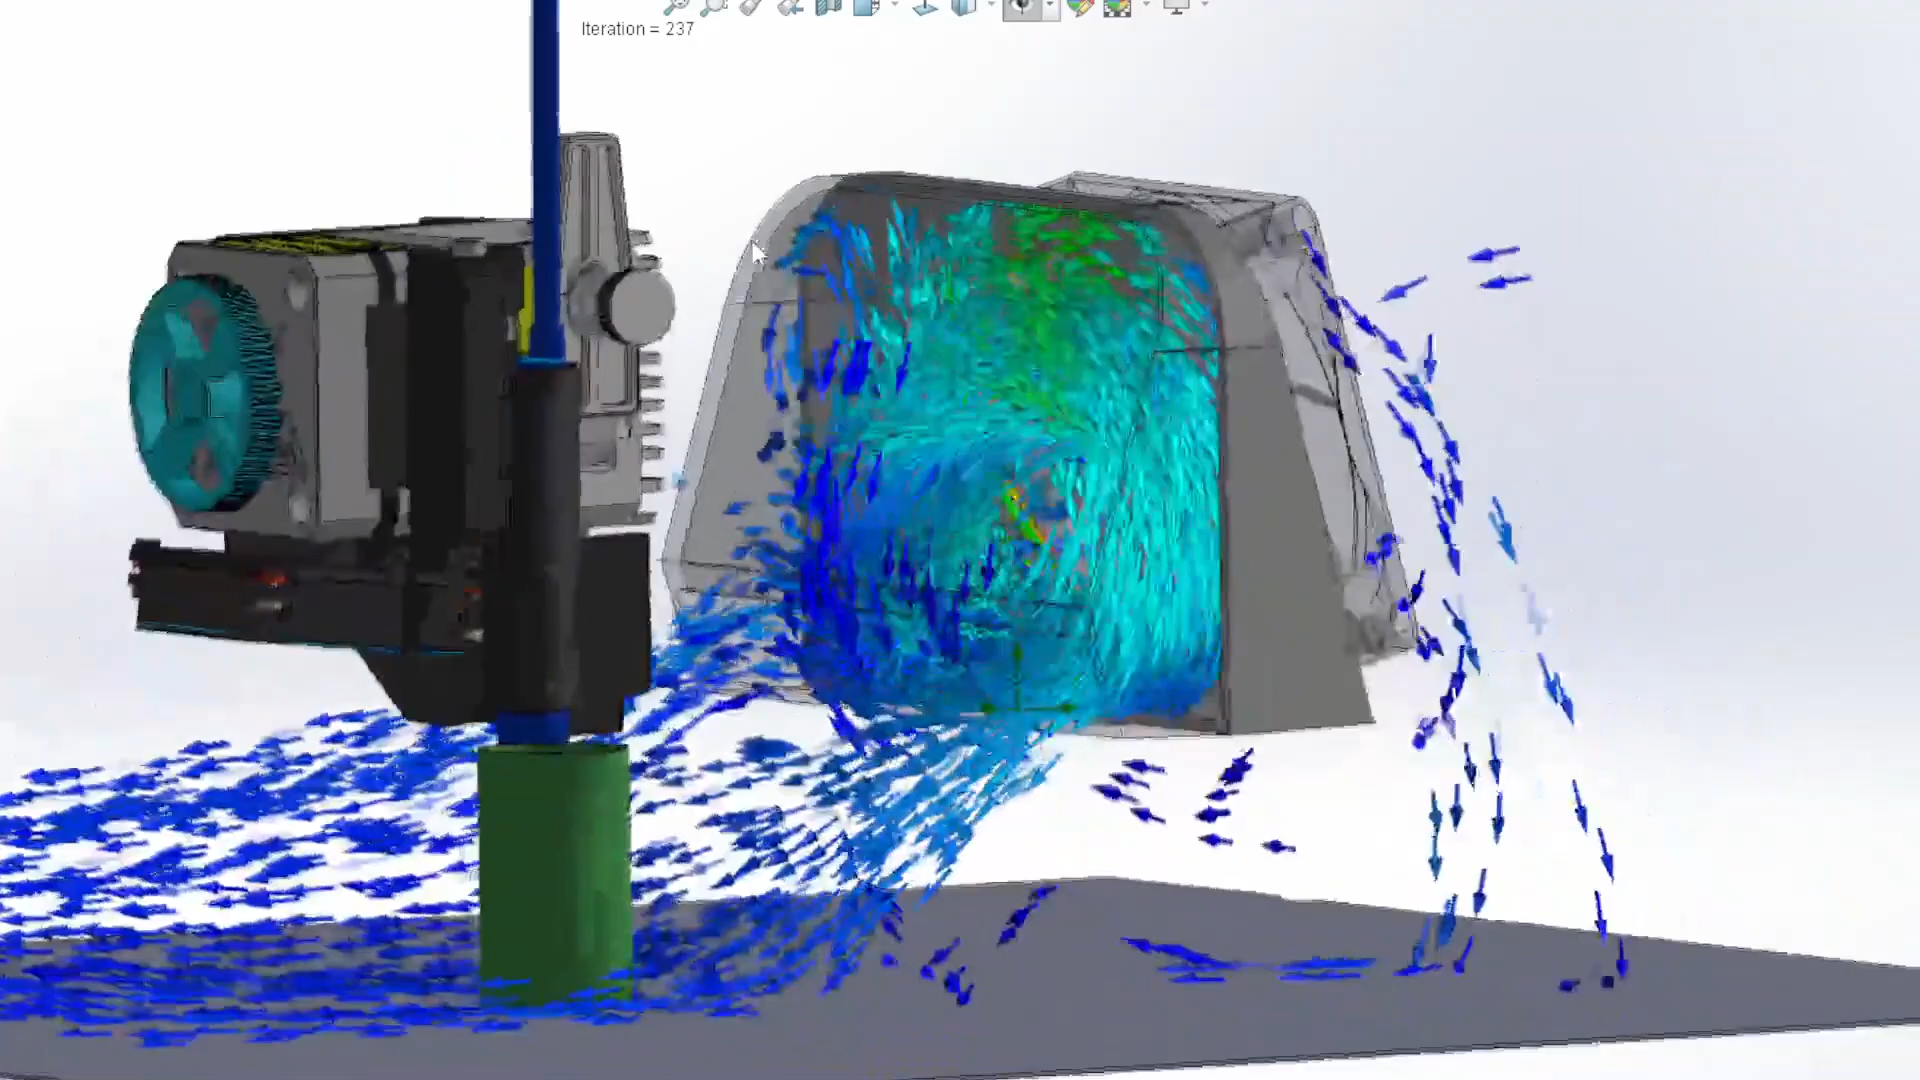 Iteration = 237